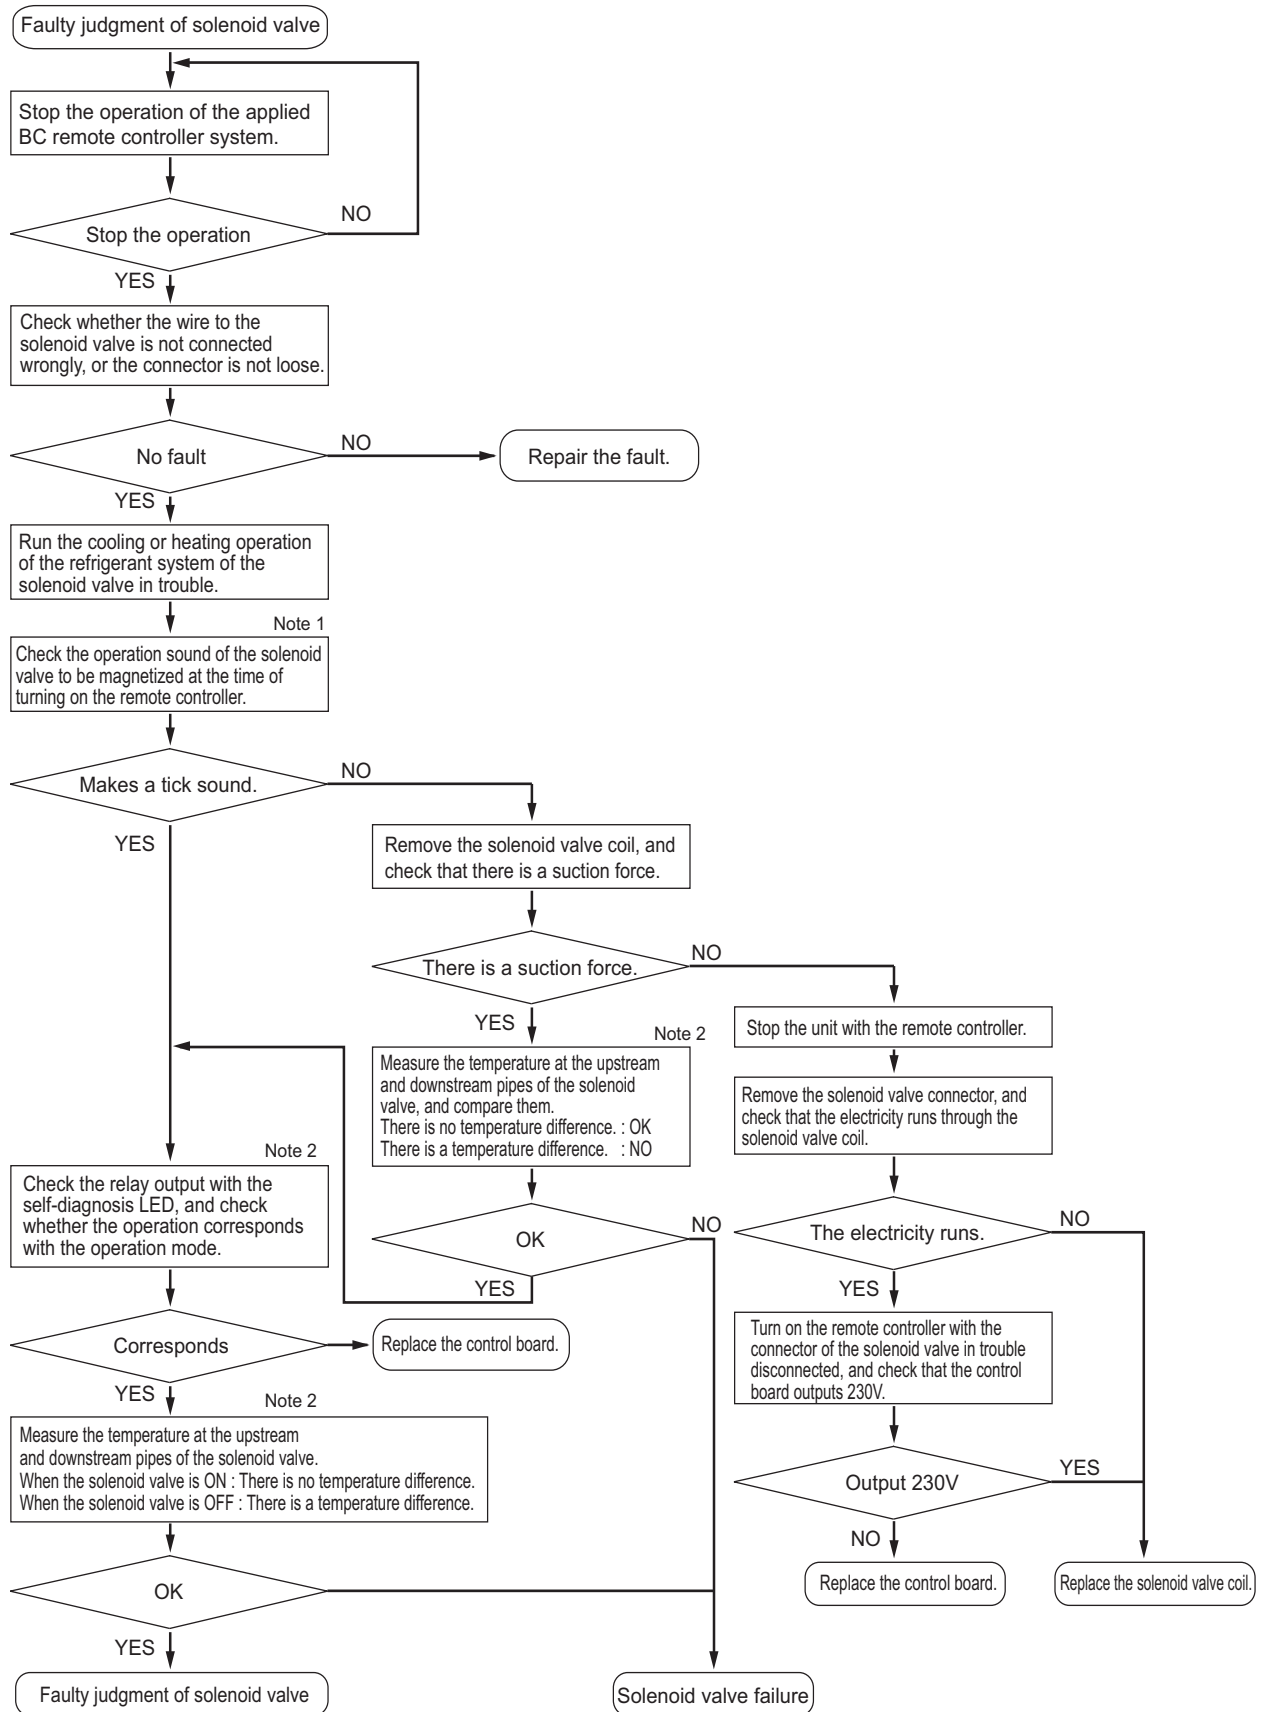 Faulty judgment of solenoid valve
Stop the operation of the applied
BC remote controller system.
NO
Stop the operation
YES
Check whether the wire to the
solenoid valve is not connected
wrongly, or the connector is not loose.
NO
No fault
Repair the fault.
YES
Run the cooling or heating operation
of the refrigerant system of the
solenoid valve in trouble.
Note 1
Check the operation sound of the solenoid
valve to be magnetized at the time of
turning on the remote controller.
NO
Makes a tick sound.
YES
Remove the solenoid valve coil, and
check that there is a suction force.
NO
There is a suction force.
YES
Note 2
Stop the unit with the remote controller.
Measure the temperature at the upstream
and downstream pipes of the solenoid
valve, and compare them.
There is no temperature difference. : OK
There is a temperature difference. : NO
Remove the solenoid valve connector, and
check that the electricity runs through the
solenoid valve coil.
Note 2
Check the relay output with the
self-diagnosis LED, and check
whether the operation corresponds
with the operation mode.
NO
OK
YES
NO
The electricity runs.
YES
Corresponds
Replace the control board.
Turn on the remote controller with the
connector of the solenoid valve in trouble
disconnected, and check that the control
board outputs 230V.
YES
Note 2
Measure the temperature at the upstream
and downstream pipes of the solenoid valve.
When the solenoid valve is ON : There is no temperature difference.
When the solenoid valve is OFF : There is a temperature difference.
YES
Output 230V
NO
OK
Replace the control board.
Replace the solenoid valve coil.
YES
Faulty judgment of solenoid valve
Solenoid valve failure